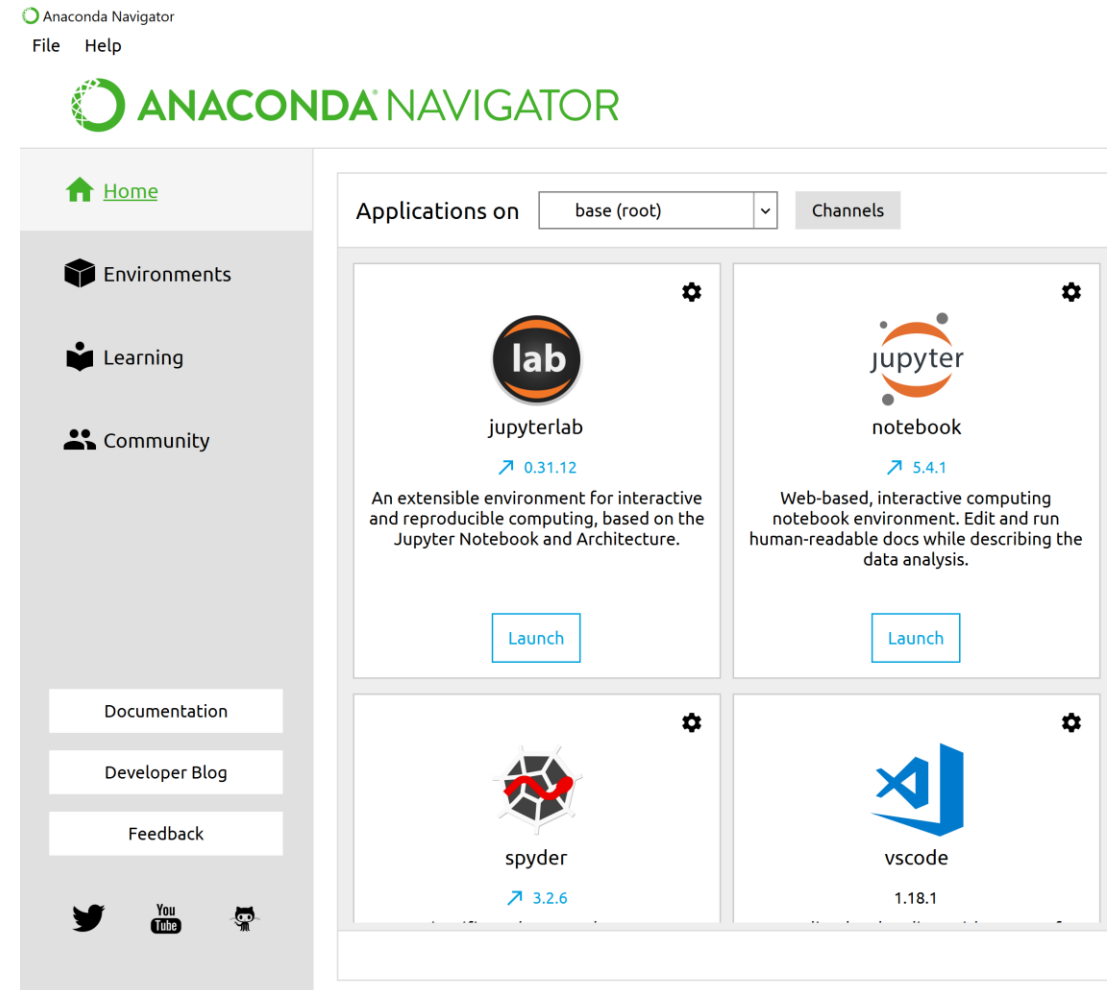 Anaconda Navigator
File Help
ANACONDA NAVIGATOR
Home
Environments
Learning
Community
Documentation
Developer Blog
Feedback
You
Tube
Applications on base (root) Channels
lab
jupyterlab
0.31.12
An extensible environment for interactive
and reproducible computing, based on the
Jupyter Notebook and Architecture.
Launch
jupyter
notebook
5.4.1
Web-based, interactive computing
notebook environment. Edit and run
human-readable docs while describing the
data analysis.
Launch
spyder
3.2.6
vscode
1.18.1